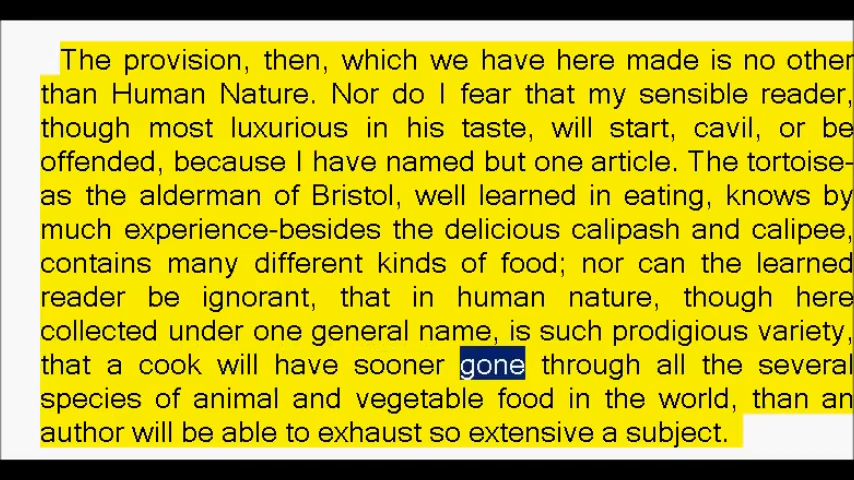 The provision, then, which we have here made is no other
than Human Nature. Nor do I fear that my sensible reader,
though most luxurious in his taste, will start, cavil, or be
offended, because I have named but one article. The tortoise-
as the alderman of Bristol, well learned in eating, knows by
much experience-besides the delicious calipash and calipee,
contains many different kinds of food; nor can the learned
reader be ignorant, that in human nature, though here
collected under one general name, is such prodigious variety,
that a cook will have sooner gone through all the several
species of animal and vegetable food in the world, than an
author will be able to exhaust so extensive a subject.